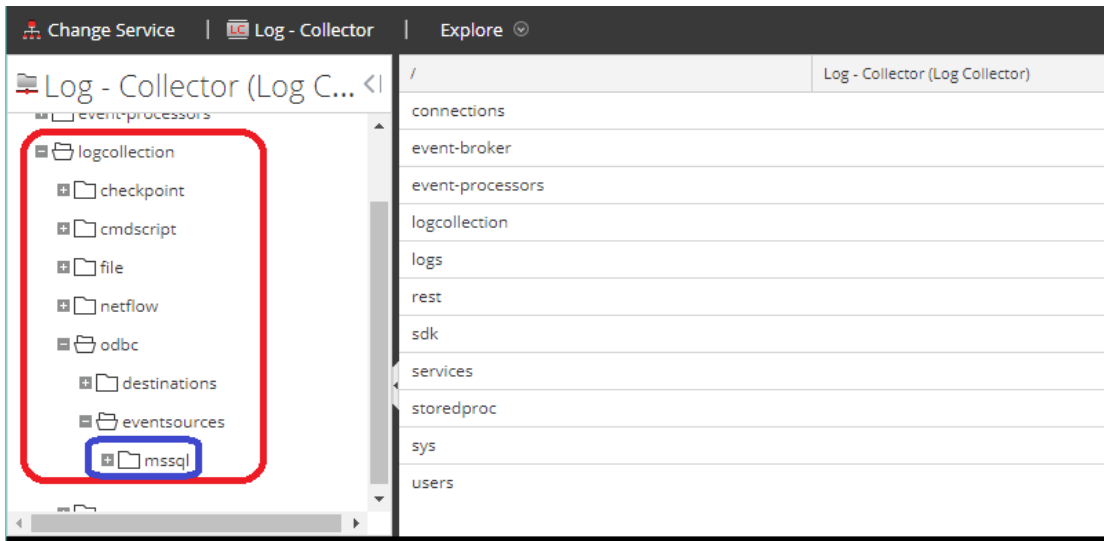 Change Service | LC Log - Collector | Explore
Log - Collector (Log C...
event-processors
logcollection
checkpoint
cmdscript
file
netflow
odbc
destinations
eventsources
mssql
/ Log - Collector (Log Collector)
connections
event-broker
event-processors
logcollection
logs
rest
sdk
services
storedproc
sys
users